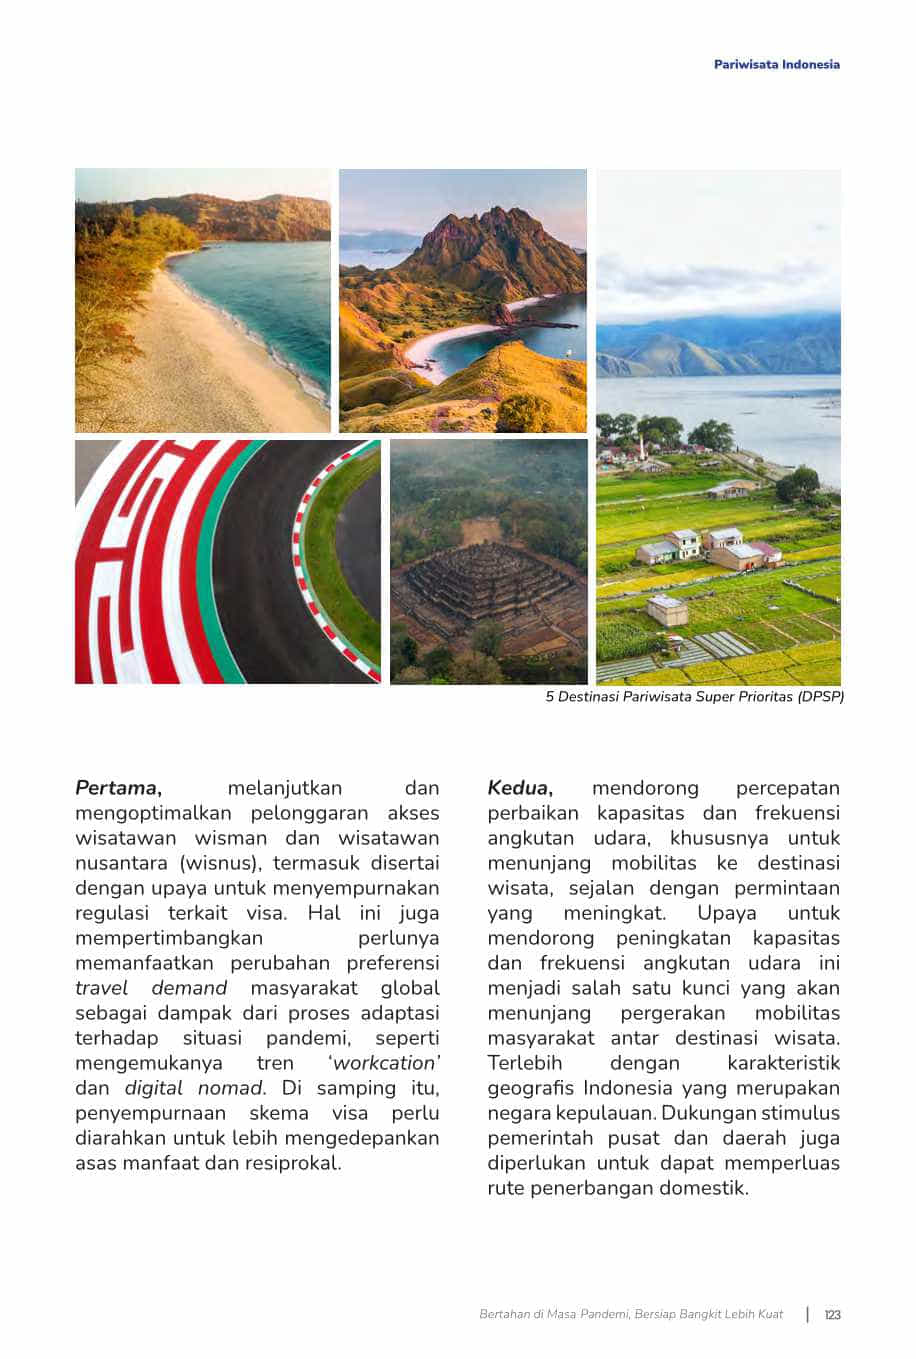 Pariwisata Indonesia
5 Destinasi Pariwisata Super Prioritas (DPSP)
Pertama, melanjutkan dan
mengoptimalkan pelonggaran akses
wisatawan wisman dan wisatawan
nusantara (wisnus), termasuk disertai
dengan upaya untuk menyempurnakan
regulasi terkait visa. Hal ini juga
mempertimbangkan perlunya
memanfaatkan perubahan preferensi
travel demand masyarakat global
sebagai dampak dari proses adaptasi
terhadap situasi pandemi, seperti
mengemukanya tren ‘workcation’
dan digital nomad. Di samping itu,
penyempurnaan skema visa perlu
diarahkan untuk lebih mengedepankan
asas manfaat dan resiprokal.
Kedua, mendorong percepatan
perbaikan kapasitas dan frekuensi
angkutan udara, khususnya untuk
menunjang mobilitas ke destinasi
wisata, sejalan dengan permintaan
yang meningkat. Upaya untuk
mendorong peningkatan kapasitas
dan frekuensi angkutan udara ini
menjadi salah satu kunci yang akan
menunjang pergerakan mobilitas
masyarakat antar destinasi wisata.
Terlebih dengan karakteristik
geografis Indonesia yang merupakan
negara kepulauan. Dukungan stimulus
pemerintah pusat dan daerah juga
diperlukan untuk dapat memperluas
rute penerbangan domestik.
Bertahan di Masa Pandemi, Bersiap Bangkit Lebih Kuat | 123